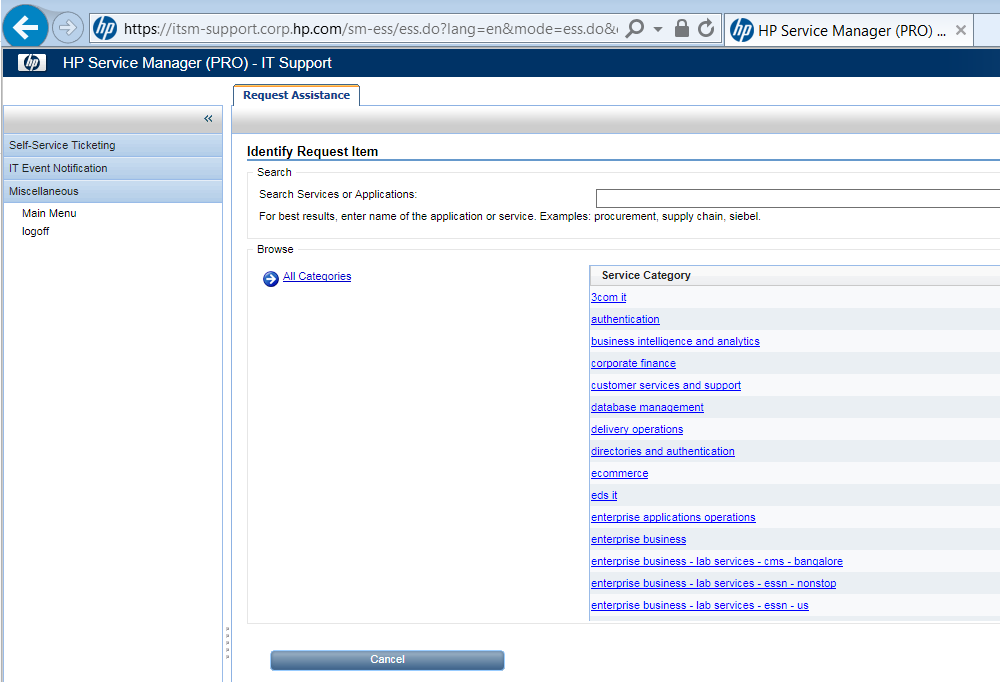 hp https://itsm-support.corp.hp.com/sm-ess/ess.do?lang=en&mode=ess.do&
hp HP Service Manager (PRO) ...
hp HP Service Manager (PRO) - IT Support
Request Assistance
«
Self-Service Ticketing
IT Event Notification
Miscellaneous
Main Menu
logoff
Identify Request Item
Search
Search Services or Applications:
For best results, enter name of the application or service. Examples: procurement, supply chain, siebel.
Browse
All Categories
Service Category
3com it
authentication
business intelligence and analytics
corporate finance
customer services and support
database management
delivery operations
directories and authentication
ecommerce
eds it
enterprise applications operations
enterprise business
enterprise business - lab services - cms - bangalore
enterprise business - lab services - essn - nonstop
enterprise business - lab services - essn - us
Cancel